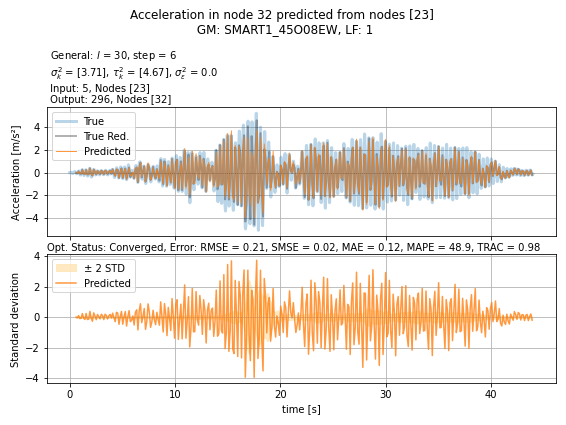 Acceleration in node 32 predicted from nodes [23]
GM: SMART1_45O08EW, LF: 1
General: l = 30, step = 6
σ²ₖ = [3.71], τ²ₖ = [4.67], σ²ε = 0.0
Input: 5, Nodes [23]
Output: 296, Nodes [32]
True
True Red.
Predicted
Acceleration [m/s²]
4
2
0
−2
−4
Opt. Status: Converged, Error: RMSE = 0.21, SMSE = 0.02, MAE = 0.12, MAPE = 48.9, TRAC = 0.98
± 2 STD
Predicted
Standard deviation
4
2
0
−2
−4
0 10 20 30 40
time [s]